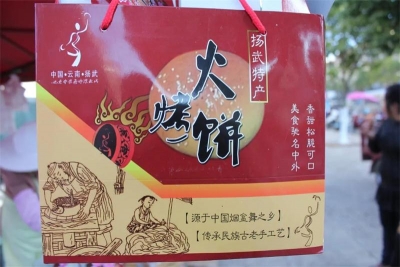 中国•云南•扬武
扬武特产
火烤饼
香甜松脆可口
美食驰名中外
【源于中国烟盒舞之乡】
【传承民族古老手工艺】